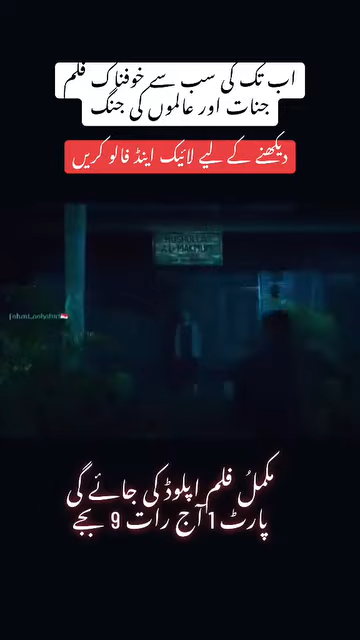 اب تک کی سب سے خوفناک فلم
جنات اور عالموں کی جنگ
دیکھنے کے لیے لائیک اینڈ فالو کریں
مکمل فلم اپلوڈ کی جائے گی
پارٹ 1 آج رات 9 بجے